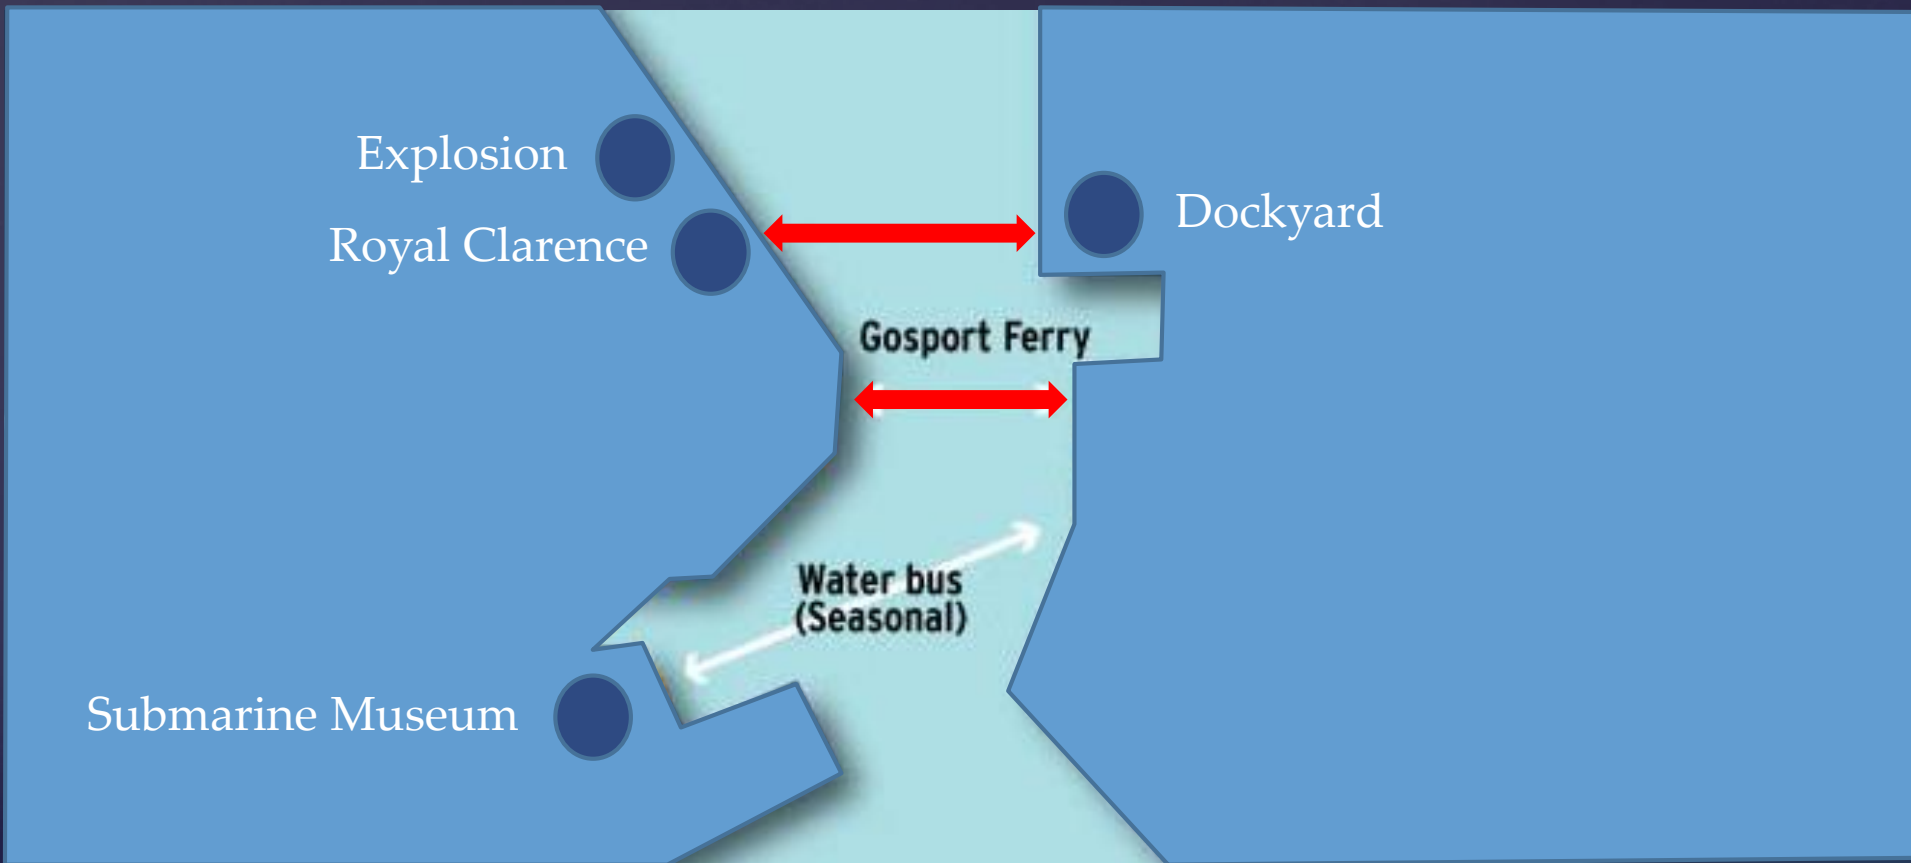 Explosion
Dockyard
Royal Clarence
Gosport Ferry
Water bus
(Seasonal)
Submarine Museum